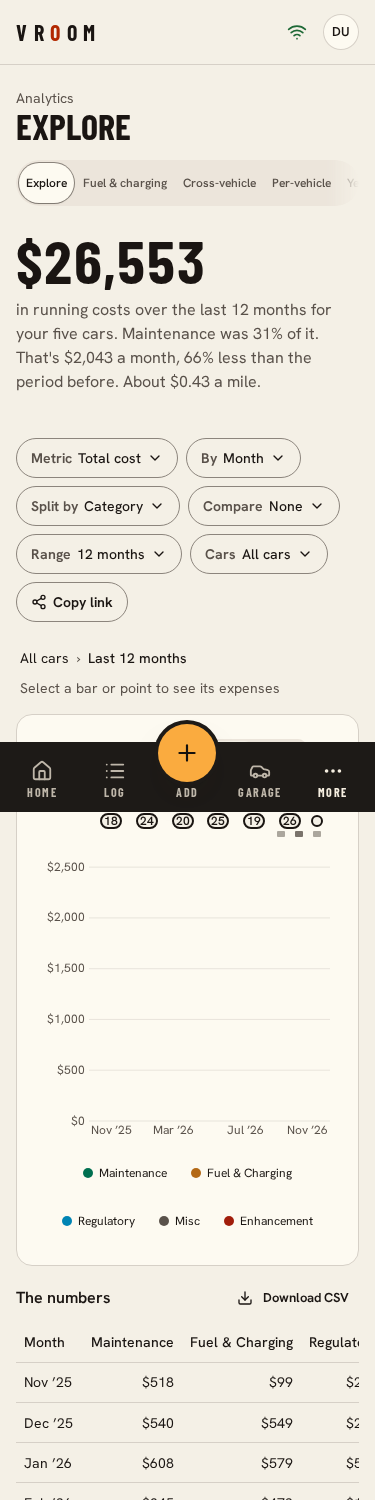 VROOM
DU
Analytics
EXPLORE
Explore Fuel & charging Cross-vehicle Per-vehicle
$26,553
in running costs over the last 12 months for
your five cars. Maintenance was 31% of it.
That's $2,043 a month, 66% less than the
period before. About $0.43 a mile.
Metric Total cost
By Month
Split by Category
Compare None
Range 12 months
Cars All cars
Copy link
All cars › Last 12 months
Select a bar or point to see its expenses
HOME LOG ADD GARAGE MORE
18 24 20 25 19 26
$2,500
$2,000
$1,500
$1,000
$500
$0
Nov ’25 Mar ’26 Jul ’26 Nov ’26
Maintenance Fuel & Charging
Regulatory Misc Enhancement
The numbers Download CSV
Month Maintenance Fuel & Charging
Nov ’25 $518 $99
Dec ’25 $540 $549
Jan ’26 $608 $579